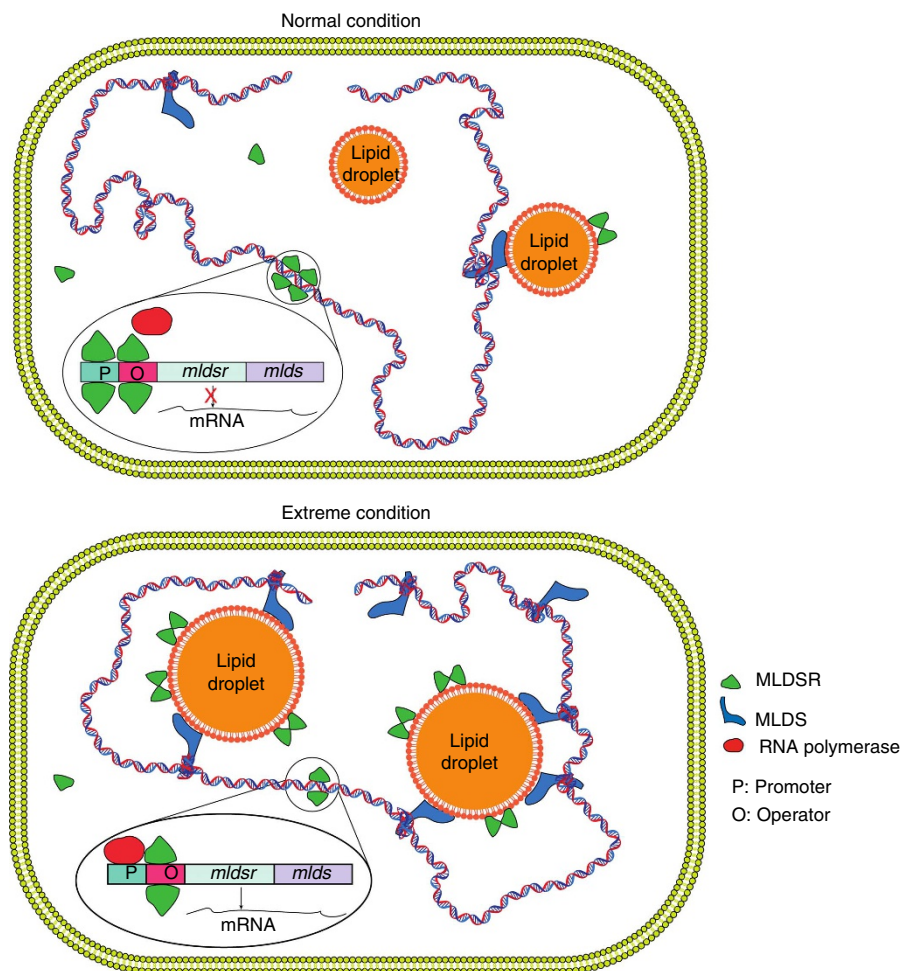 Normal condition
Lipid
droplet
Lipid
droplet
P O mldsr mlds
X
mRNA
Extreme condition
Lipid
droplet
Lipid
droplet
P O mldsr mlds
mRNA
MLDSR
MLDS
RNA polymerase
P: Promoter
O: Operator